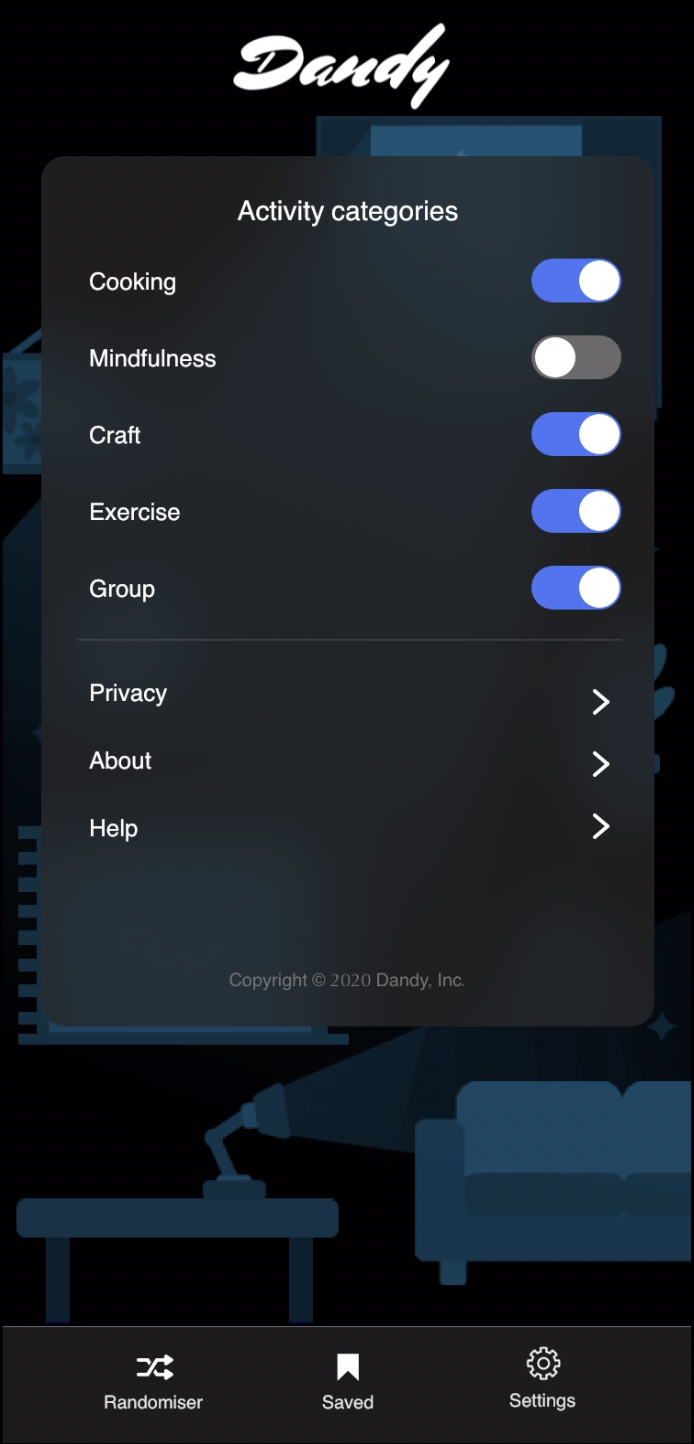 Dandy
Activity categories
Cooking
Mindfulness
Craft
Exercise
Group
Privacy
About
Help
Copyright © 2020 Dandy, Inc.
Randomiser
Saved
Settings